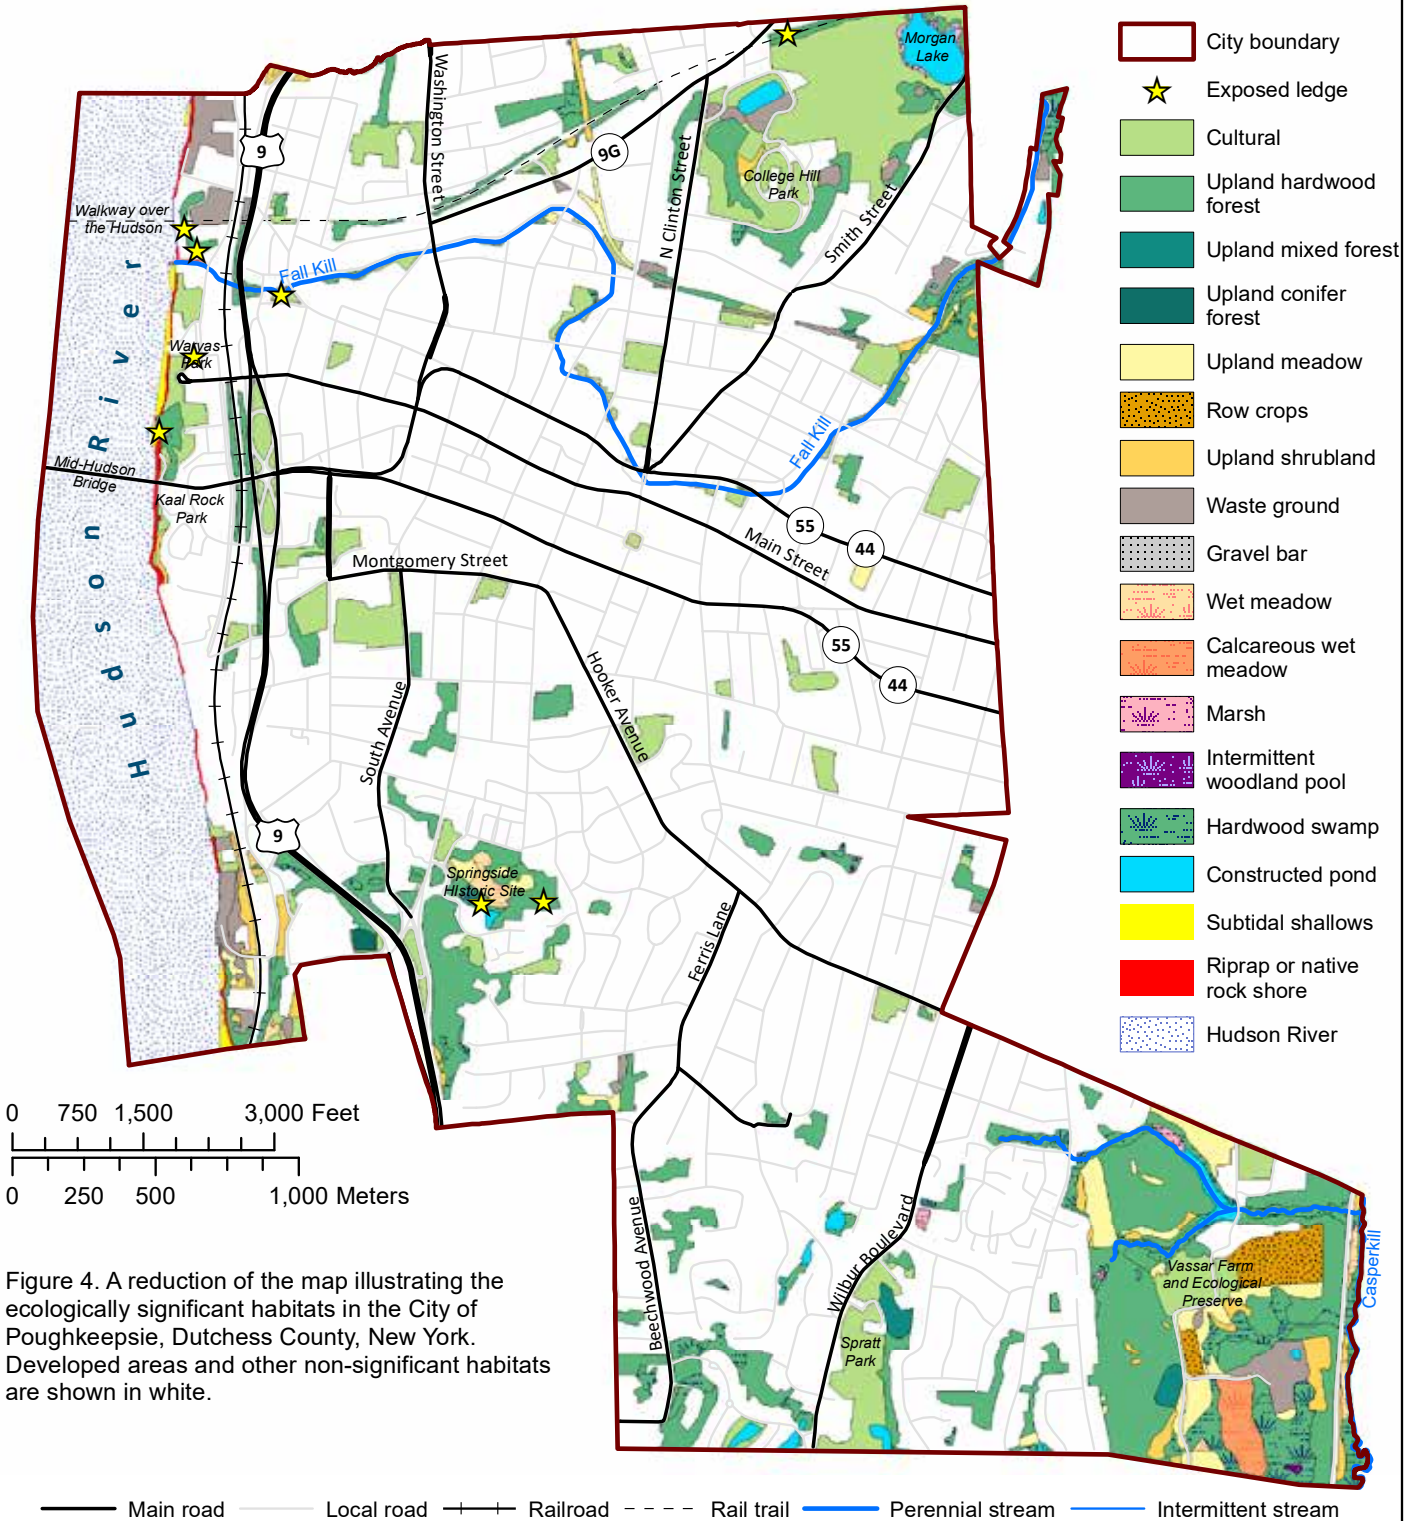 City boundary
Exposed ledge
Cultural
Upland hardwood
forest
Upland mixed forest
Upland conifer
forest
Upland meadow
Row crops
Upland shrubland
Waste ground
Gravel bar
Wet meadow
Calcareous wet
meadow
Marsh
Intermittent
woodland pool
Hardwood swamp
Constructed pond
Subtidal shallows
Riprap or native
rock shore
Hudson River
Morgan
Lake
Washington Street
9
9G
N Clinton Street
College Hill
Park
Smith Street
Walkway over
the Hudson
Fall Kill
Hudson River
Waryas
Park
Mid-Hudson
Bridge
Kaal Rock
Park
Fall Kill
55
44
Main Street
Montgomery Street
55
44
Hooker Avenue
South Avenue
9
Springside
HIstoric Site
Ferris Lane
Beechwood Avenue
Wilbur Boulevard
Spratt
Park
Vassar Farm
and Ecological
Preserve
Casperkill
0 750 1,500 3,000 Feet
0 250 500 1,000 Meters
Figure 4. A reduction of the map illustrating the
ecologically significant habitats in the City of
Poughkeepsie, Dutchess County, New York.
Developed areas and other non-significant habitats
are shown in white.
Main road Local road Railroad Rail trail Perennial stream Intermittent stream